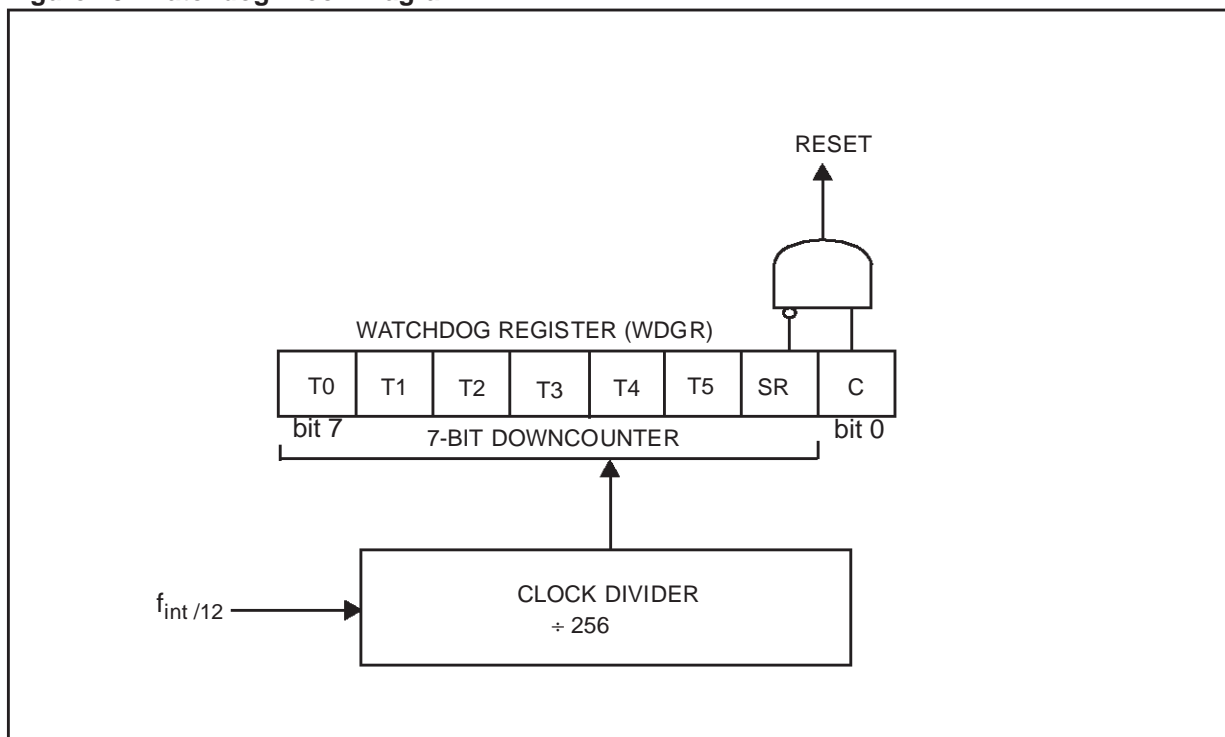 RESET
WATCHDOG REGISTER (WDGR)
T0 T1 T2 T3 T4 T5 SR C
bit 7 bit 0
7-BIT DOWNCOUNTER
fint /12
CLOCK DIVIDER
÷ 256